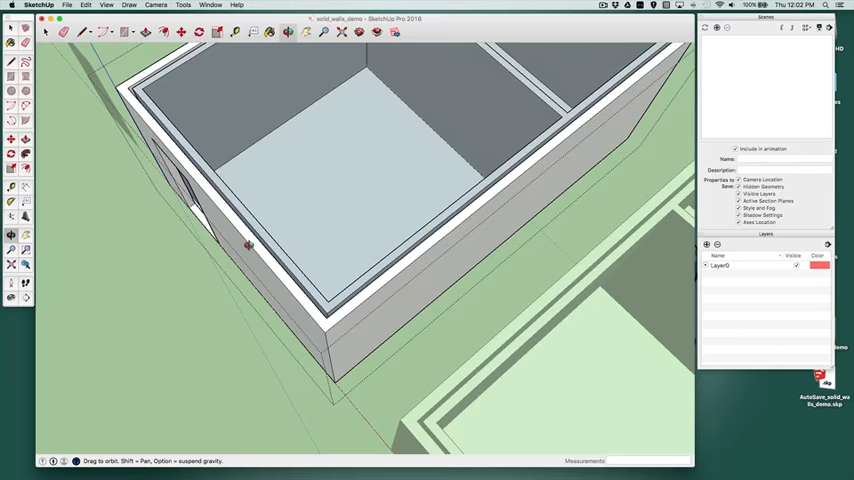 SketchUp File Edit View Camera Draw Tools Window Help
100% Thu 12:02 PM
solid_walls_demo - SketchUp Pro 2016
Scenes
Include in animation
Name:
Description:
Properties to Save:
Camera Location
Hidden Geometry
Visible Layers
Active Section Planes
Style and Fog
Shadow Settings
Axes Location
Layers
Name Visible Color
Layer0
HD
demo
.skp
AutoSave_solid_wa
lls_demo.skp
Drag to orbit. Shift = Pan, Option = suspend gravity.
Measurements